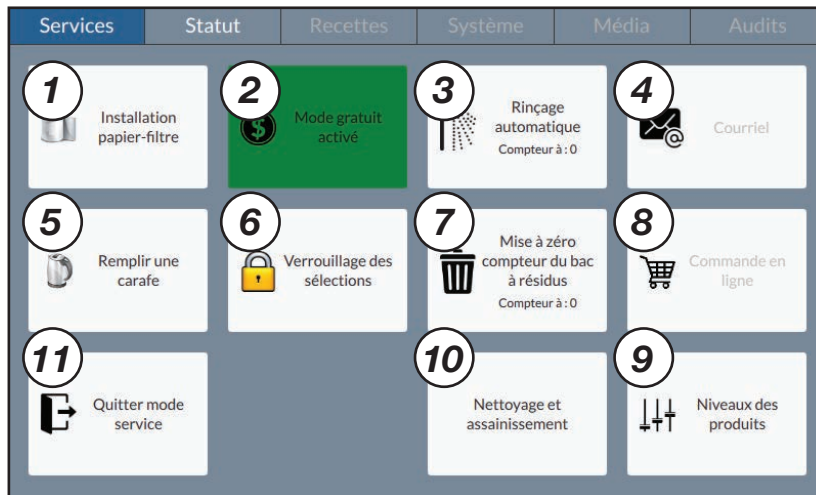 Services Statut Recettes Système Média Audits
1 2 3 4
Installation
papier-filtre
Mode gratuit
activé
Rinçage
automatique
Compteur à : 0
Courriel
5 6 7 8
Remplir une
carafe
Verrouillage des
sélections
Mise à zéro
compteur du bac
à résidus
Compteur à : 0
Commande en
ligne
11 10 9
Quitter mode
service
Nettoyage et
assainissement
Niveaux des
produits